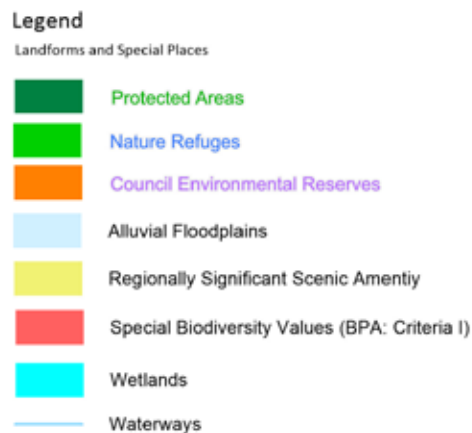 Legend
Landforms and Special Places
Protected Areas
Nature Refuges
Council Environmental Reserves
Alluvial Floodplains
Regionally Significant Scenic Amentiy
Special Biodiversity Values (BPA: Criteria I)
Wetlands
Waterways